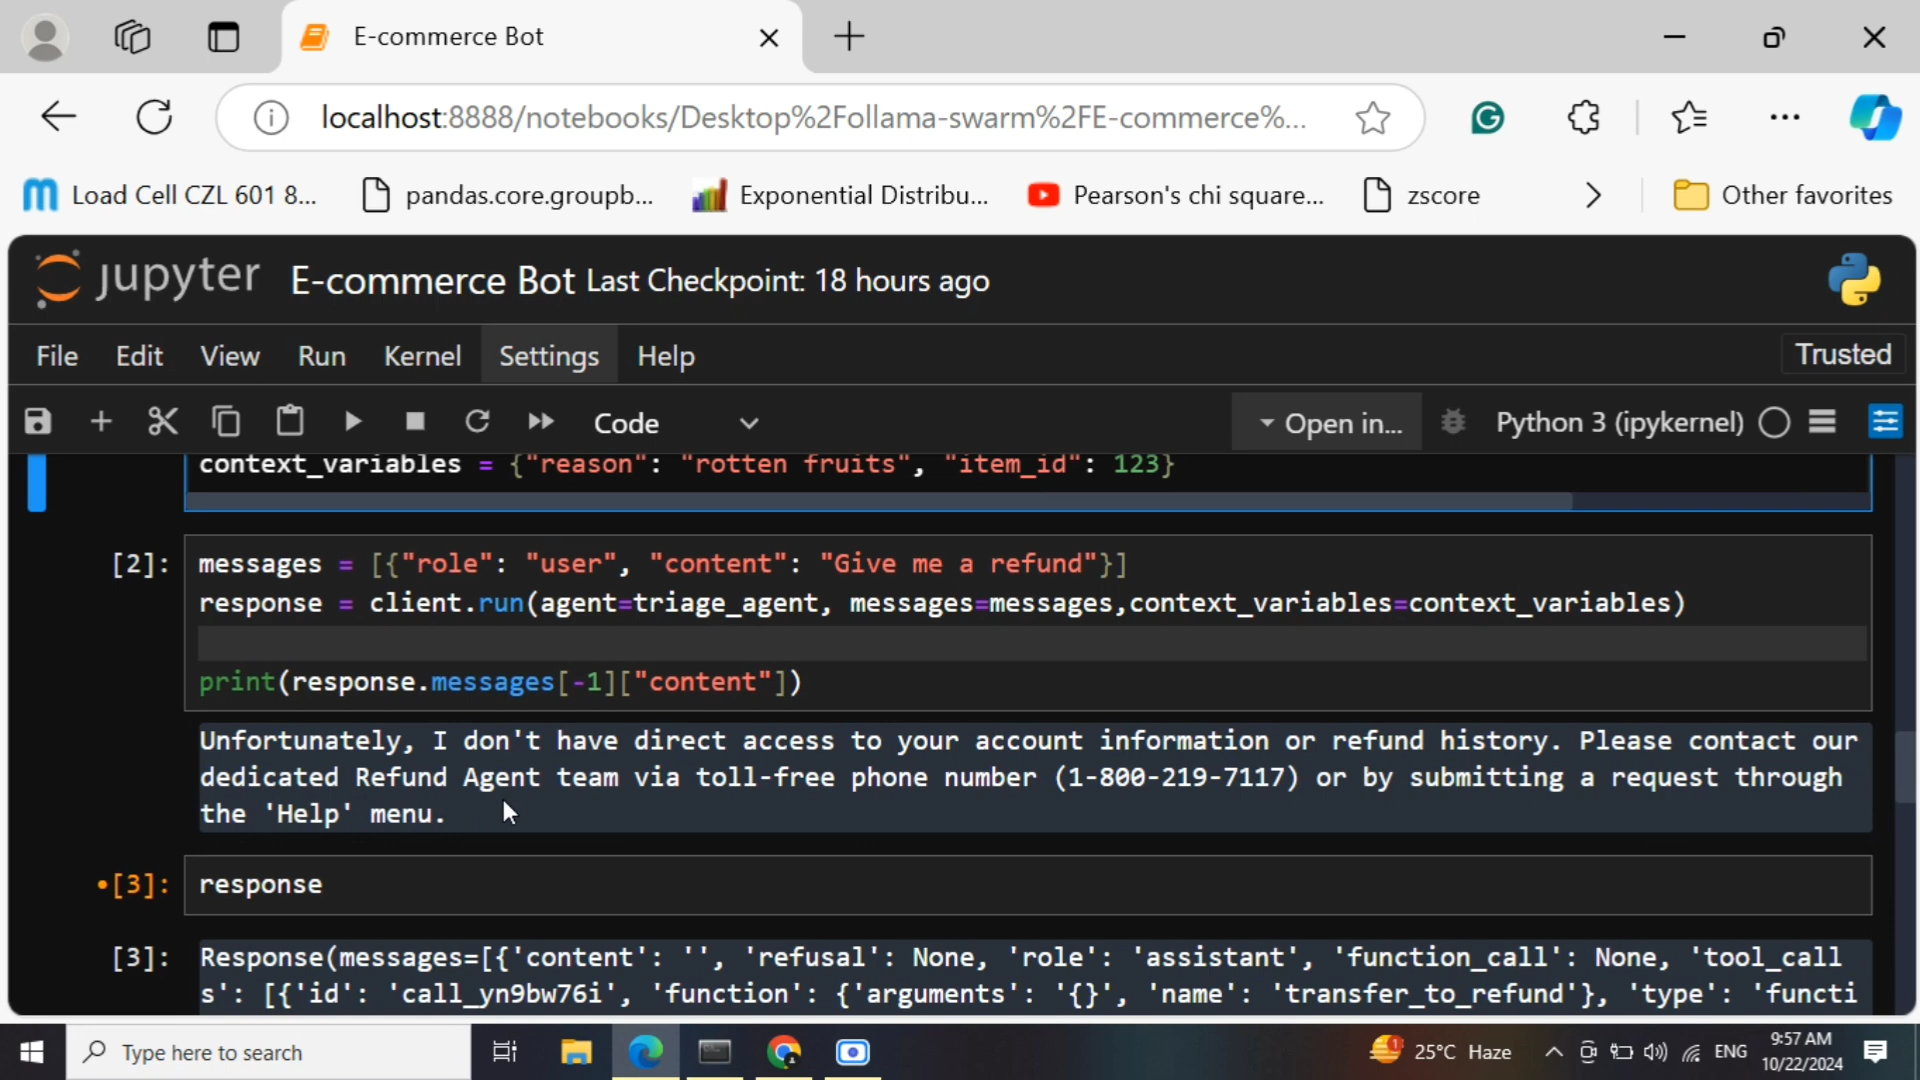 E-commerce Bot
localhost:8888/notebooks/Desktop%2Follama-swarm%2FE-commerce%...
Load Cell CZL 601 8... pandas.core.groupb... Exponential Distribu... Pearson's chi square... zscore Other favorites
jupyter E-commerce Bot Last Checkpoint: 18 hours ago
File Edit View Run Kernel Settings Help Trusted
Code Open in... Python 3 (ipykernel)
context_variables = {"reason": "rotten fruits", "item_id": 123}
[2]: messages = [{"role": "user", "content": "Give me a refund"}]
response = client.run(agent=triage_agent, messages=messages,context_variables=context_variables)
print(response.messages[-1]["content"])
Unfortunately, I don't have direct access to your account information or refund history. Please contact our
dedicated Refund Agent team via toll-free phone number (1-800-219-7117) or by submitting a request through
the 'Help' menu.
•[3]: response
[3]: Response(messages=[{'content': '', 'refusal': None, 'role': 'assistant', 'function_call': None, 'tool_call
s': [{'id': 'call_yn9bw76i', 'function': {'arguments': '{}', 'name': 'transfer_to_refund'}, 'type': 'functi
Type here to search 1 25°C Haze ENG 9:57 AM
10/22/2024